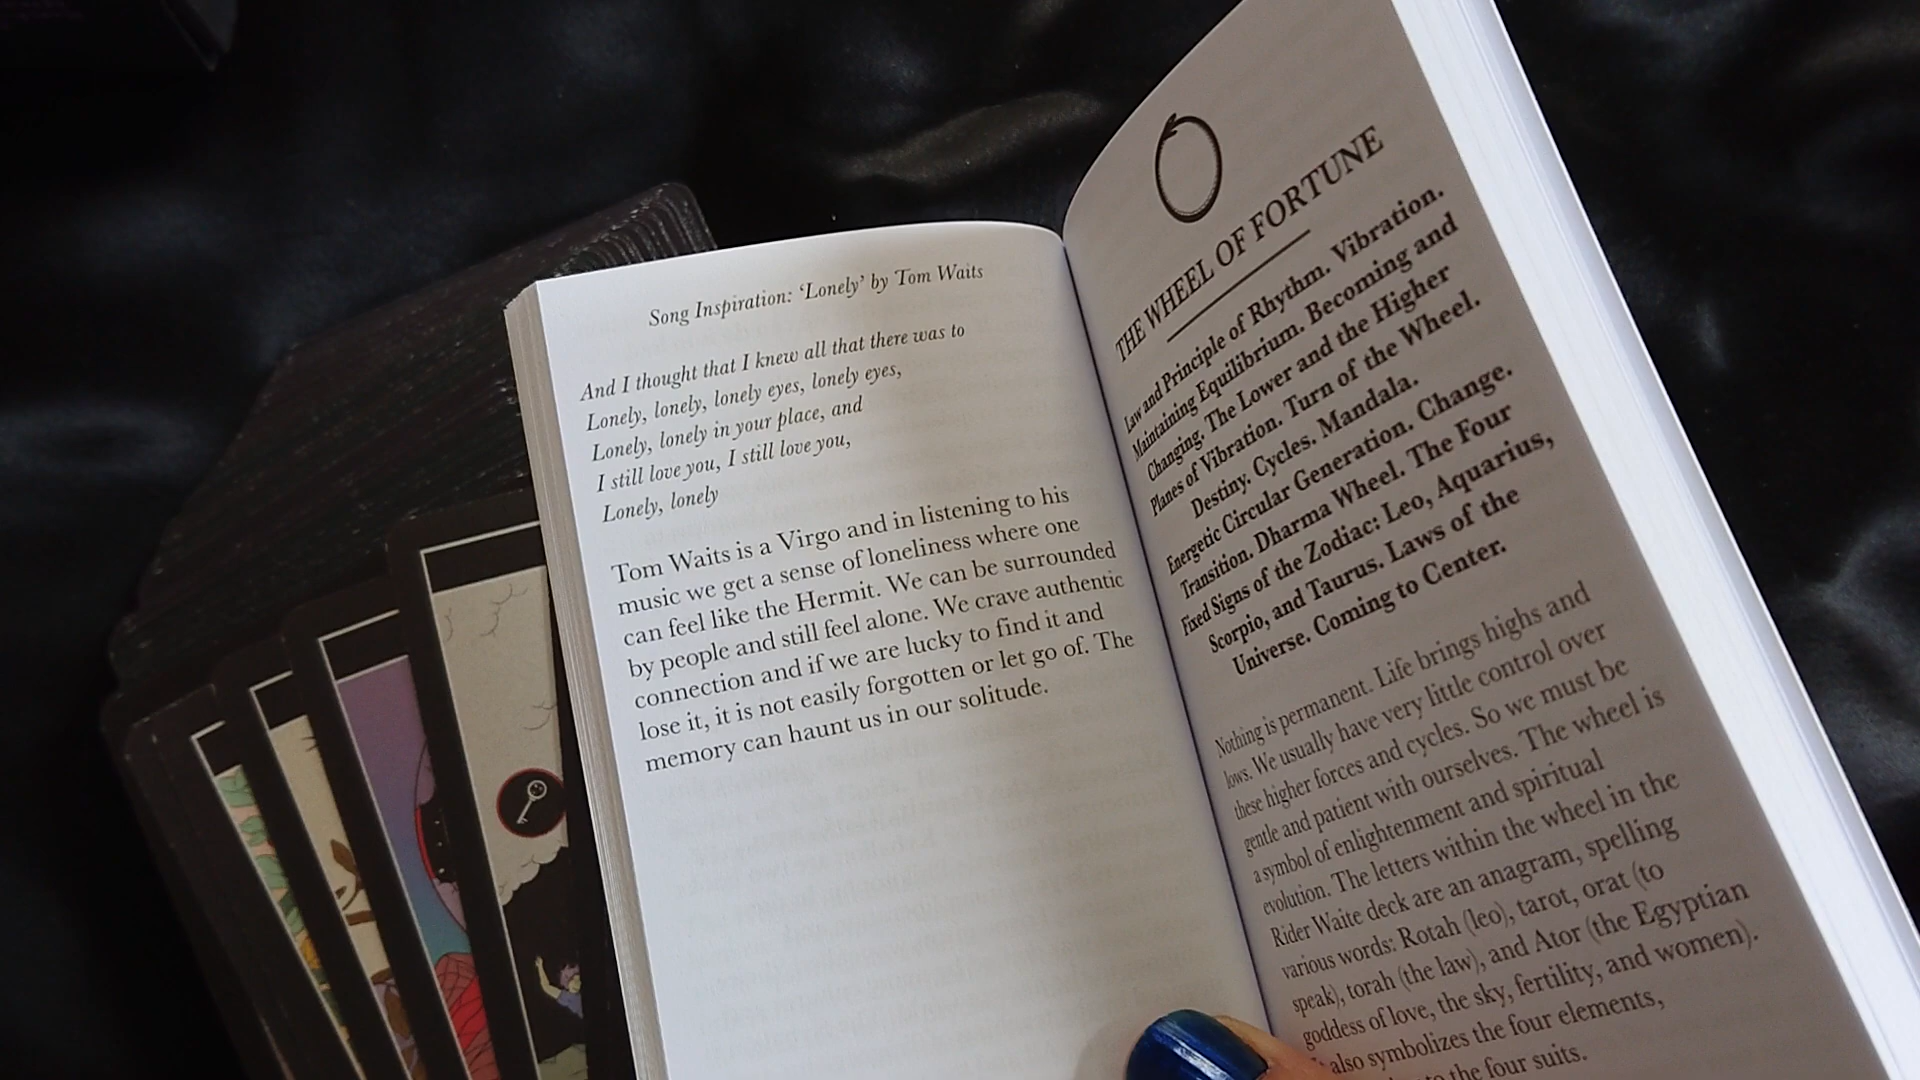 Song Inspiration: ‘Lonely’ by Tom Waits
And I thought that I knew all that there was to
Lonely, lonely, lonely eyes, lonely eyes,
Lonely, lonely in your place, and
I still love you, I still love you,
Lonely, lonely
Tom Waits is a Virgo and in listening to his
music we get a sense of loneliness where one
can feel like the Hermit. We can be surrounded
by people and still feel alone. We crave authentic
connection and if we are lucky to find it and
lose it, it is not easily forgotten or let go of. The
memory can haunt us in our solitude.
THE WHEEL OF FORTUNE
Law and Principle of Rhythm. Vibration.
Maintaining Equilibrium. Becoming and
Changing. The Lower and the Higher
Planes of Vibration. Turn of the Wheel.
Destiny. Cycles. Mandala.
Energetic Circular Generation. Change.
Transition. Dharma Wheel. The Four
Fixed Signs of the Zodiac: Leo, Aquarius,
Scorpio, and Taurus. Laws of the
Universe. Coming to Center.
Nothing is permanent. Life brings highs and
lows. We usually have very little control over
these higher forces and cycles. So we must be
gentle and patient with ourselves. The wheel is
a symbol of enlightenment and spiritual
evolution. The letters within the wheel in the
Rider Waite deck are an anagram, spelling
various words: Rotah (leo), tarot, orat (to
speak), torah (the law), and Ator (the Egyptian
goddess of love, the sky, fertility, and women).
also symbolizes the four elements,
to the four suits.